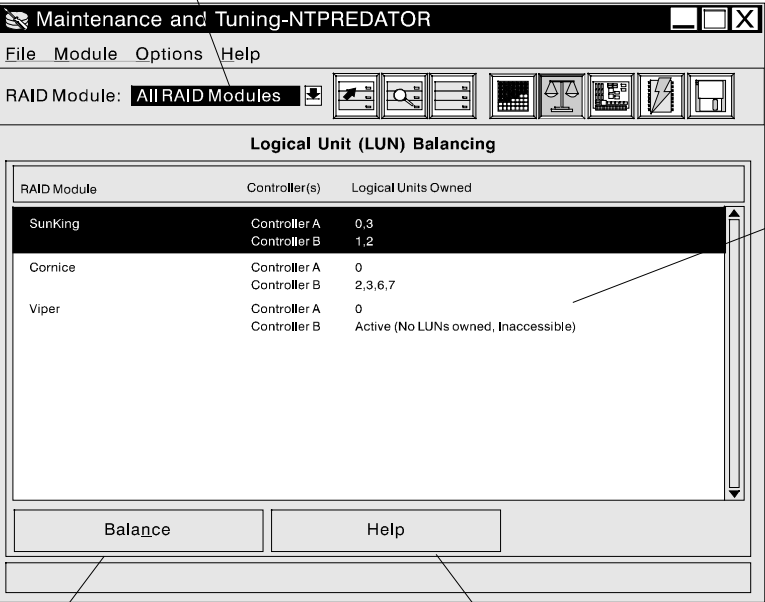 Maintenance and Tuning-NTPREDATOR
File Module Options Help
RAID Module: All RAID Modules
Logical Unit (LUN) Balancing
RAID Module Controller(s) Logical Units Owned
SunKing Controller A 0,3
Controller B 1,2
Cornice Controller A 0
Controller B 2,3,6,7
Viper Controller A 0
Controller B Active (No LUNs owned, Inaccessible)
Balance Help